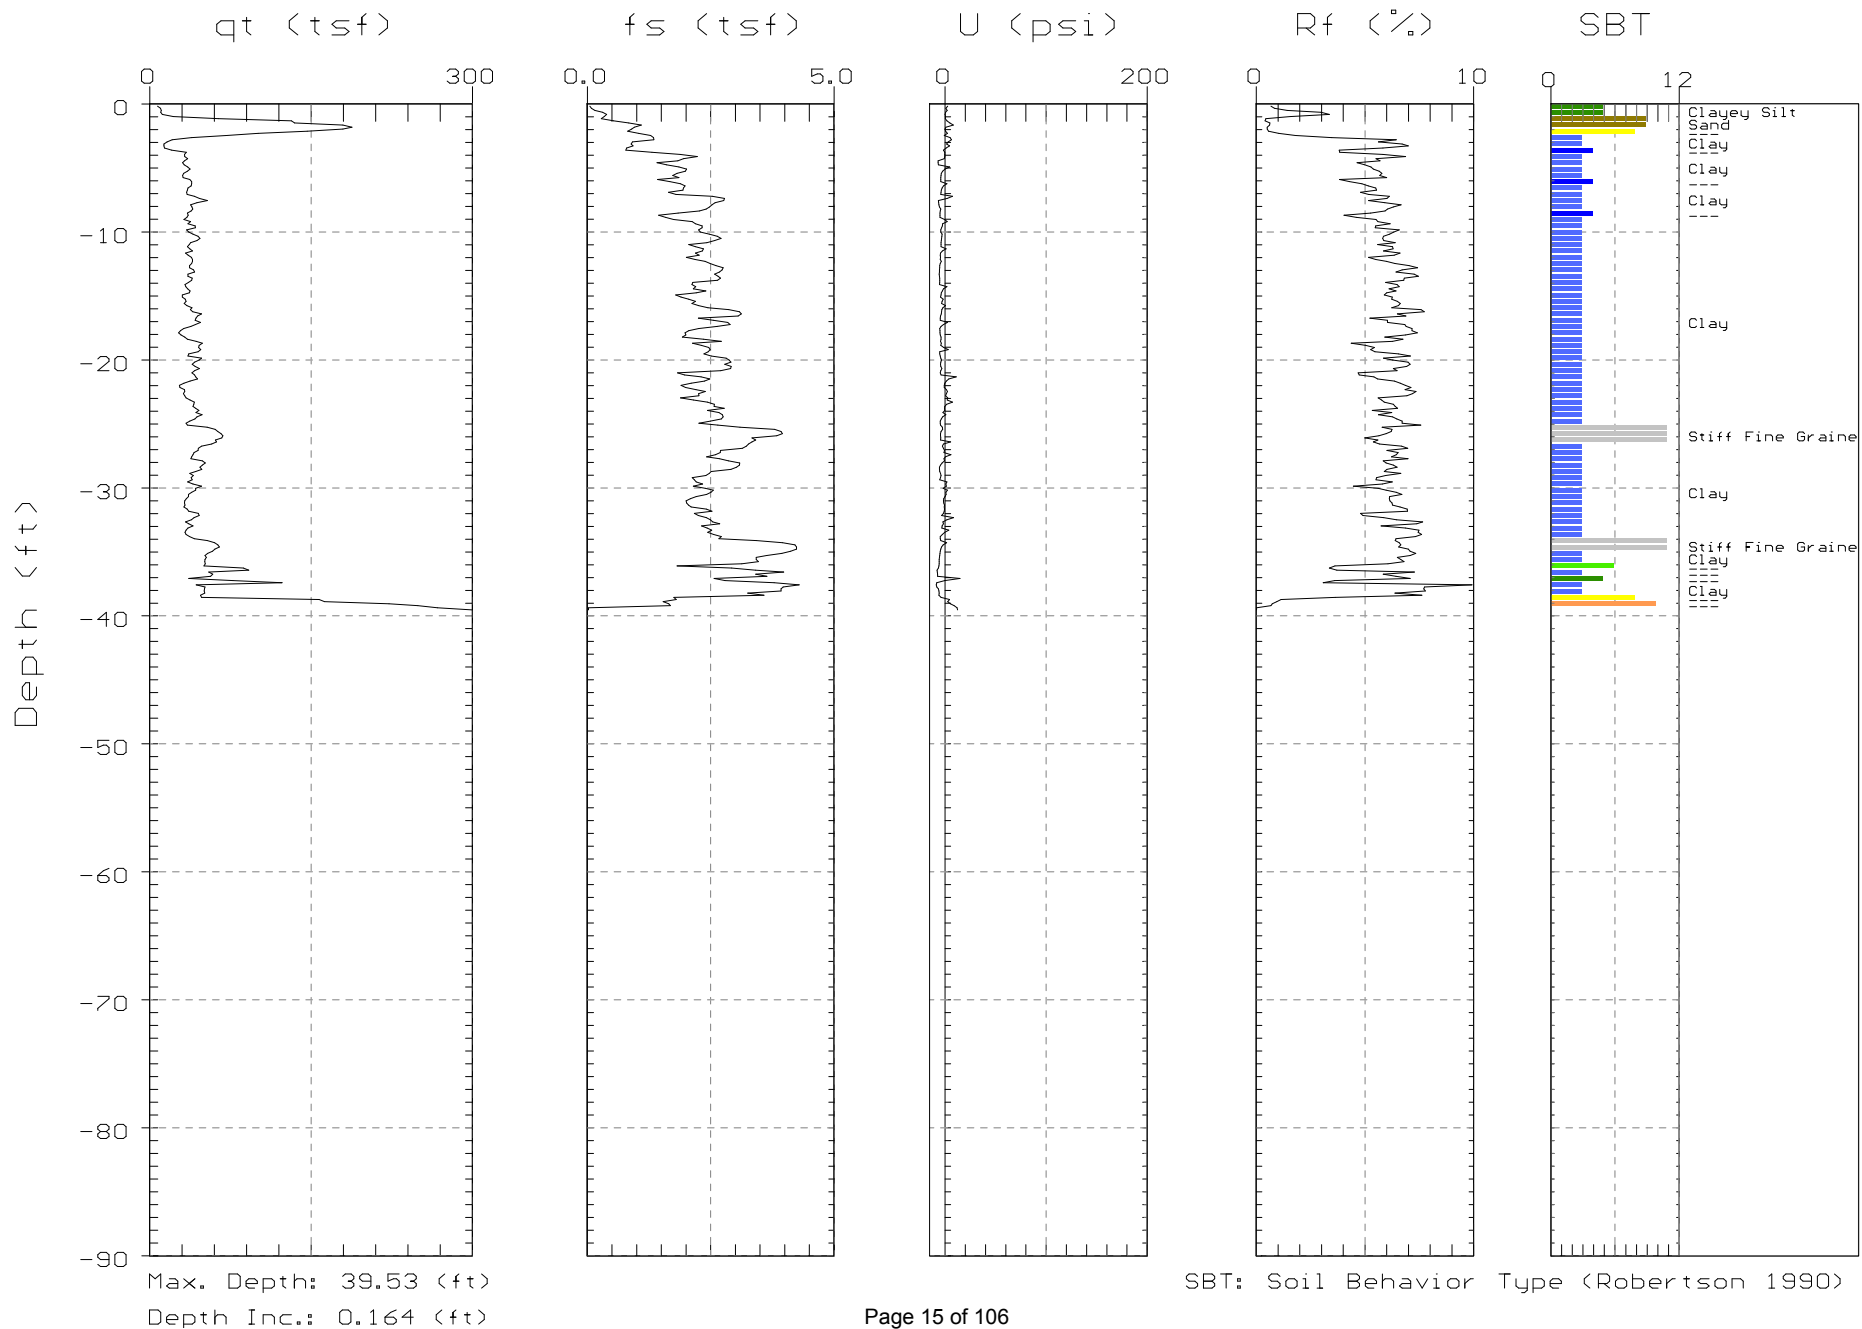 qt (tsf) fs (tsf) U (psi) Rf (%) SBT
0 300 0.0 5.0 0 200 0 10 0 12
0
-10
-20
-30
-40
-50
-60
-70
-80
-90
Depth (ft)
Clayey Silt
Sand
---
Clay
---
Clay
---
Clay
---
Clay
Stiff Fine Graine
Clay
Stiff Fine Graine
Clay
---
---
---
Clay
---
---
Max. Depth: 39.53 (ft)
SBT: Soil Behavior Type (Robertson 1990)
Depth Inc.: 0.164 (ft)
Page 15 of 106